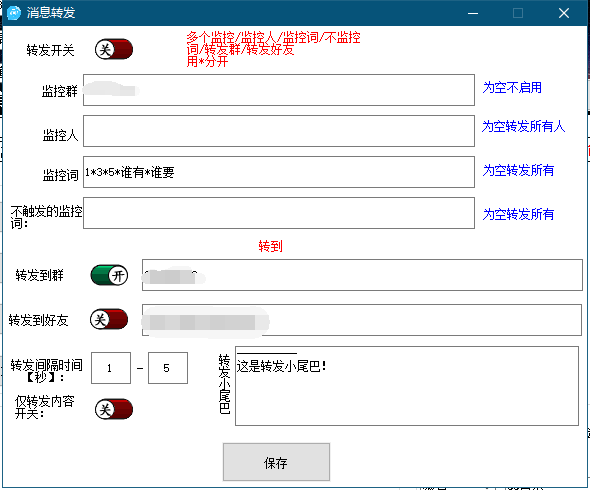 消息转发
转发开关 关
多个监控/监控人/监控词/不监控
词/转发群/转发好友
用*分开
监控群 为空不启用
监控人 为空转发所有人
监控词 1*3*5*谁有*谁要 为空转发所有
不触发的监控
词: 为空转发所有
转到
转发到群 开
转发到好友 关
转发间隔时间
【秒】: 1 - 5
转发小尾巴
——————————
这是转发小尾巴!
仅转发内容
开关: 关
保存